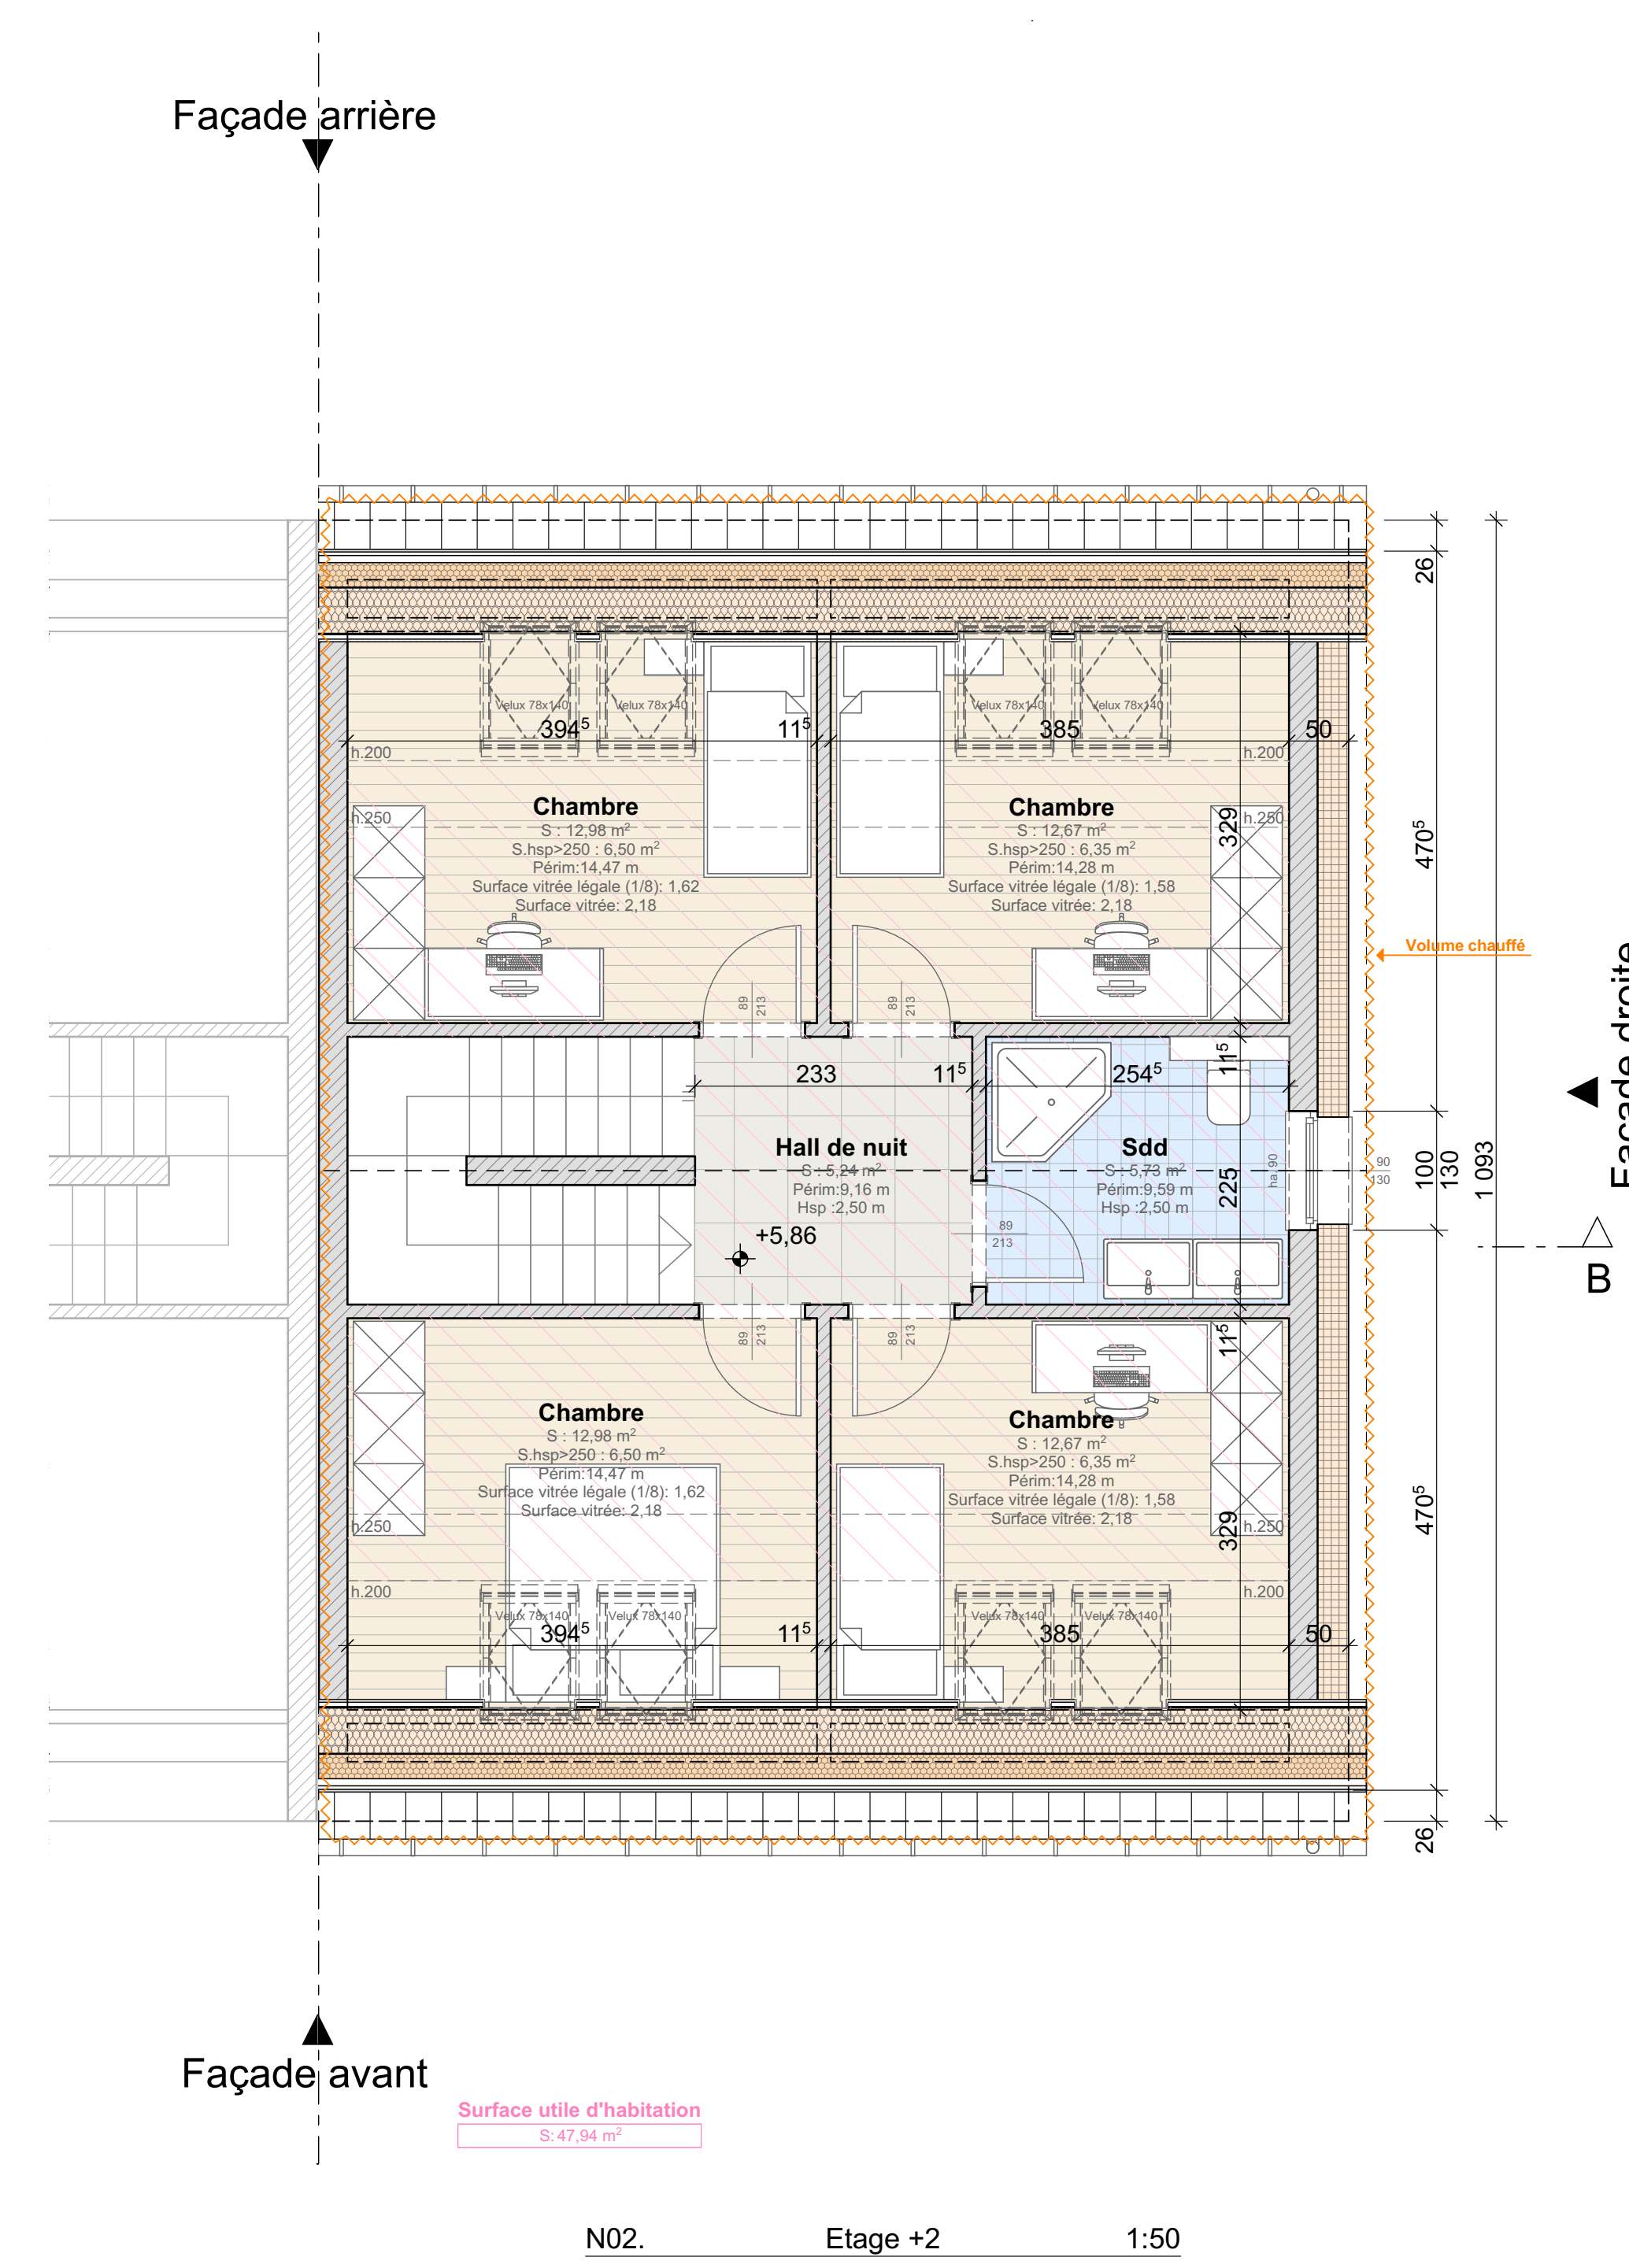 Façade arrière
26
Velux 78x140
Velux 78x140
Velux 78x140
Velux 78x140
394⁵
11⁵
385
50
h.200
h.200
Chambre
S : 12,98 m²
S.hsp>250 : 6,50 m²
Périm:14,47 m
Surface vitrée légale (1/8): 1,62
Surface vitrée: 2,18
h.250
Chambre
S : 12,67 m²
S.hsp>250 : 6,35 m²
Périm:14,28 m
Surface vitrée légale (1/8): 1,58
Surface vitrée: 2,18
h.250
329
470⁵
Volume chauffé
Façade droite
89
213
89
213
11⁵
233
11⁵
254⁵
Hall de nuit
S : 5,24 m²
Périm:9,16 m
Hsp :2,50 m
+5,86
Sdd
S : 5,73 m²
Périm:9,59 m
Hsp :2,50 m
225
ha. 90
90
130
100
130
1 093
89
213
B
89
213
89
213
11⁵
Chambre
S : 12,98 m²
S.hsp>250 : 6,50 m²
Périm:14,47 m
Surface vitrée légale (1/8): 1,62
Surface vitrée: 2,18
h.250
Chambre
S : 12,67 m²
S.hsp>250 : 6,35 m²
Périm:14,28 m
Surface vitrée légale (1/8): 1,58
Surface vitrée: 2,18
h.250
329
470⁵
h.200
h.200
Velux 78x140
Velux 78x140
Velux 78x140
Velux 78x140
394⁵
11⁵
385
50
26
Façade avant
Surface utile d'habitation
S: 47,94 m²
N02. Etage +2 1:50